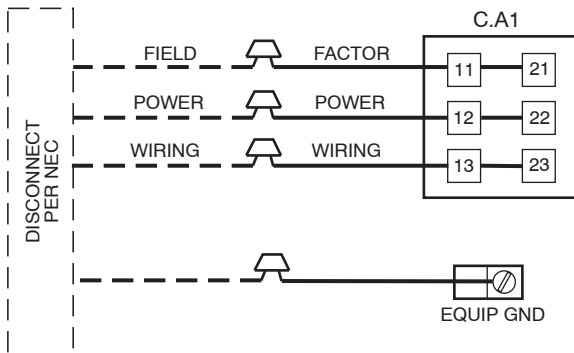 C.A1
FIELD FACTOR
11 21
POWER POWER
12 22
WIRING WIRING
13 23
DISCONNECT
PER NEC
EQUIP GND